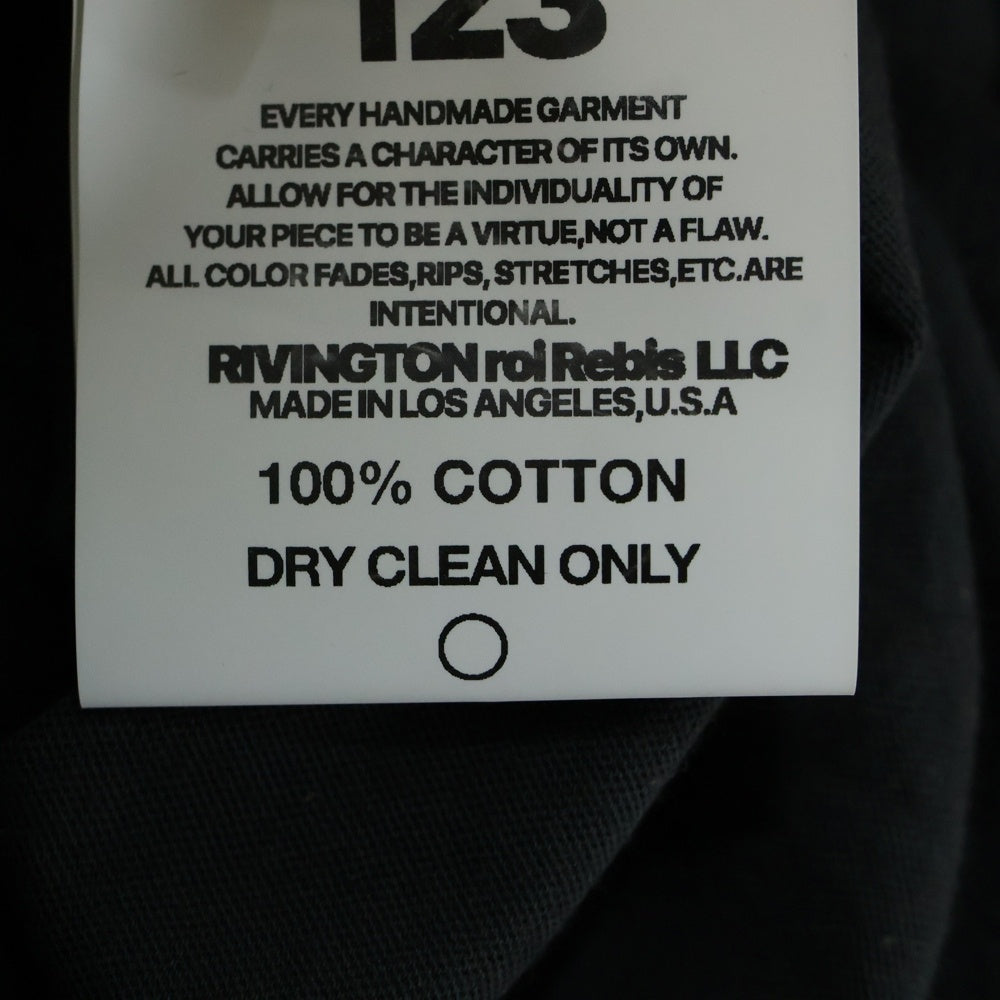 123
EVERY HANDMADE GARMENT
CARRIES A CHARACTER OF ITS OWN.
ALLOW FOR THE INDIVIDUALITY OF
YOUR PIECE TO BE A VIRTUE,NOT A FLAW.
ALL COLOR FADES,RIPS, STRETCHES,ETC.ARE
INTENTIONAL.
RIVINGTON roi Rebis LLC
MADE IN LOS ANGELES,U.S.A
100% COTTON
DRY CLEAN ONLY